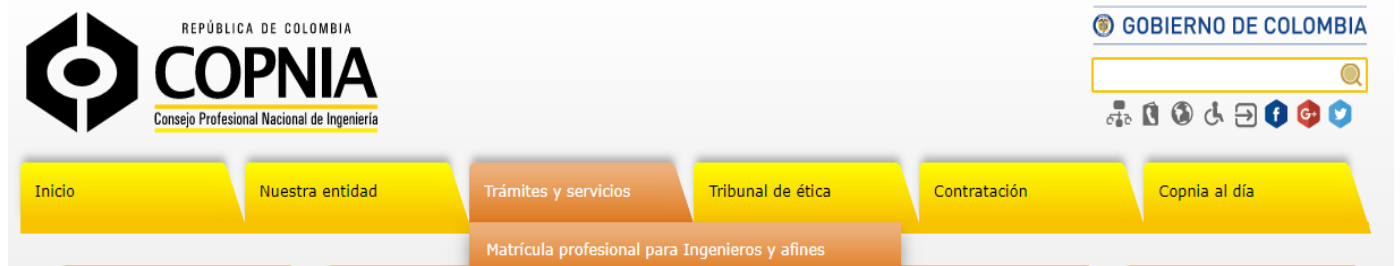 REPÚBLICA DE COLOMBIA
COPNIA
Consejo Profesional Nacional de Ingeniería
GOBIERNO DE COLOMBIA
f G+
Inicio Nuestra entidad Trámites y servicios Tribunal de ética Contratación Copnia al día
Matrícula profesional para Ingenieros y afines